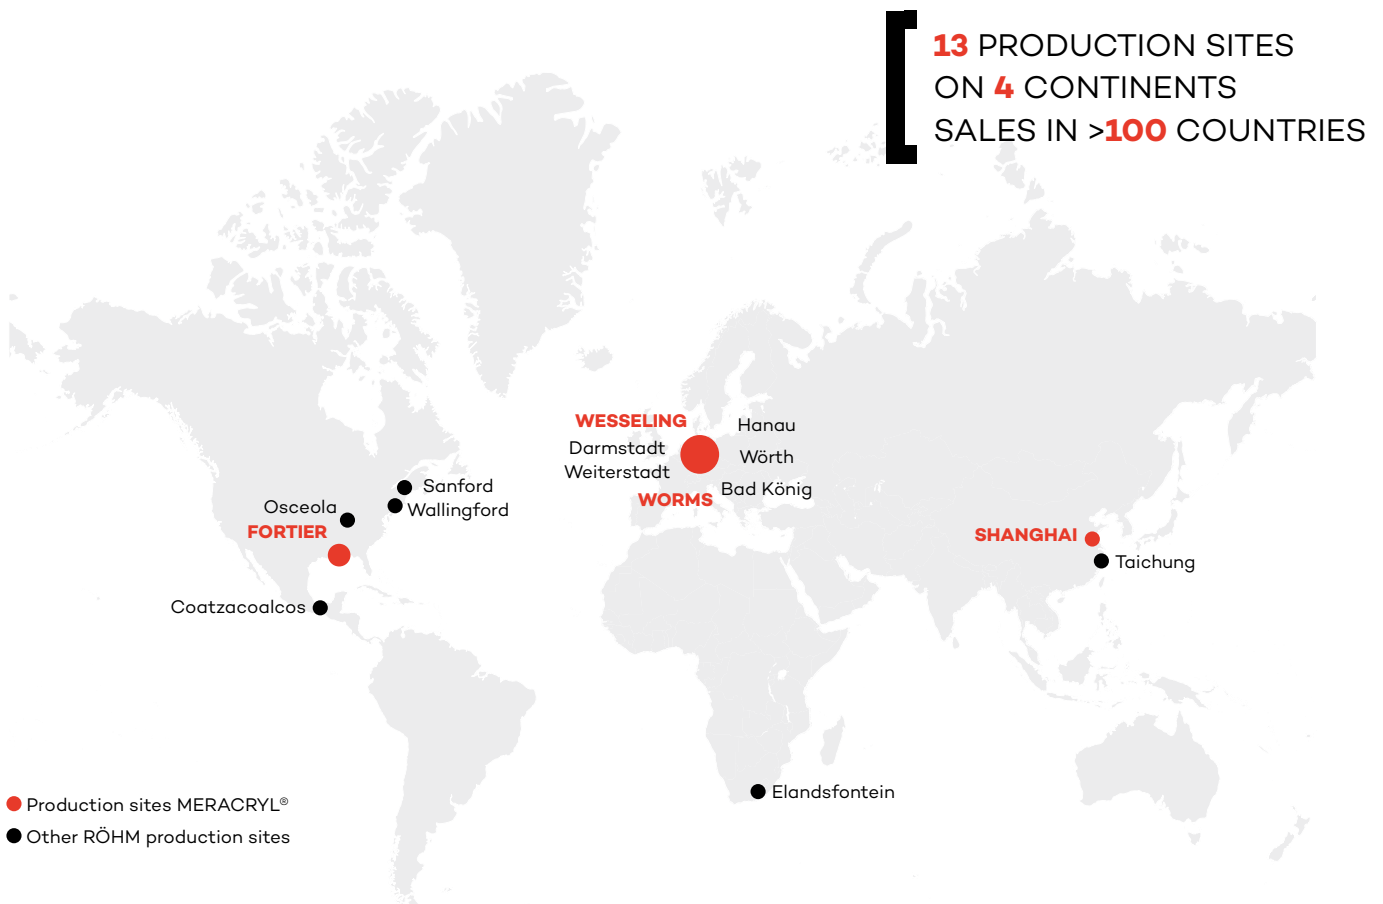 13 PRODUCTION SITES
ON 4 CONTINENTS
SALES IN >100 COUNTRIES
WESSELING
Hanau
Darmstadt
Wörth
Weiterstadt
Bad König
WORMS
Sanford
Osceola
Wallingford
FORTIER
SHANGHAI
Taichung
Coatzacoalcos
Elandsfontein
Production sites MERACRYL®
Other RÖHM production sites